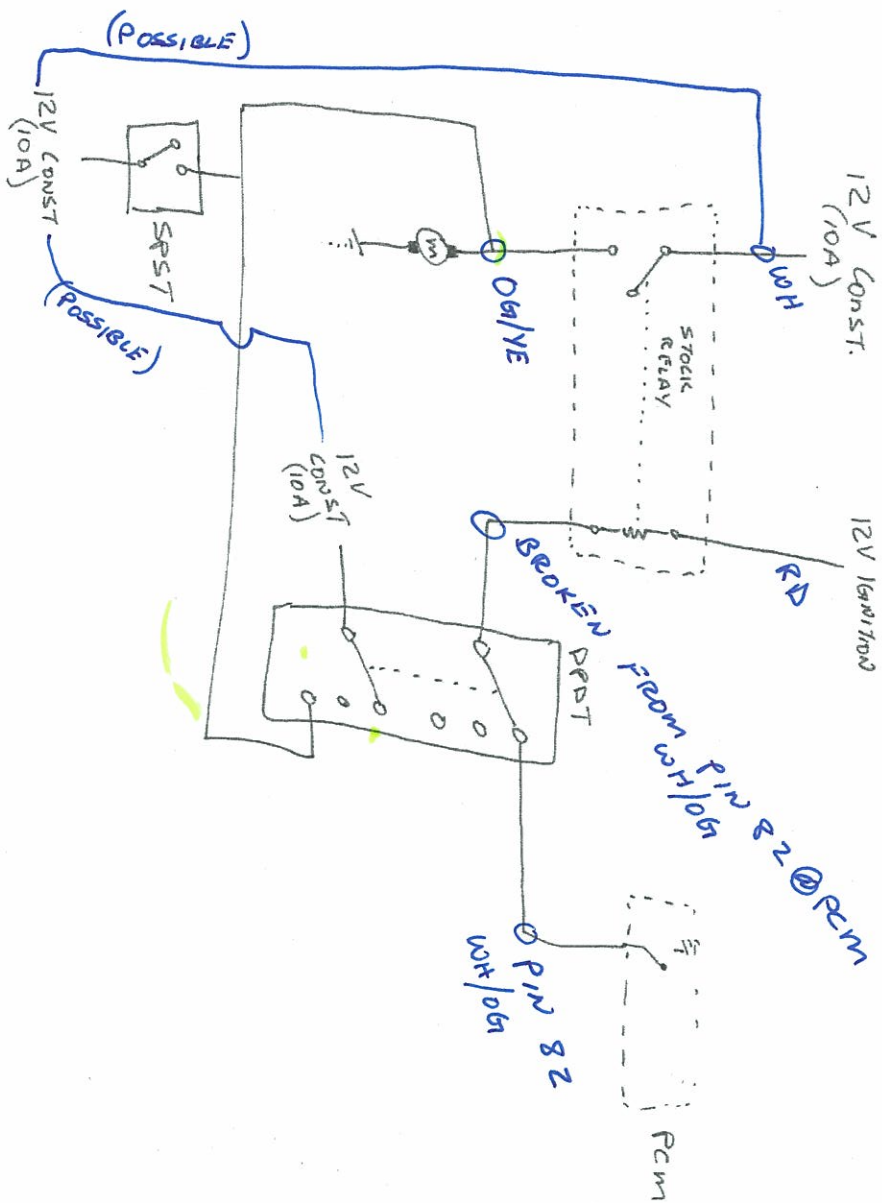 12V CONST.
(10A)
12V IGNITION
WH
RD
STOCK
RELAY
OG/YE
M
BROKEN FROM PIN 82 @ PCM
WH/OG
DPDT
PIN 82
WH/OG
PCM
12V
CONST
(10A)
SPST
12V CONST
(10A)
(POSSIBLE)
(POSSIBLE)